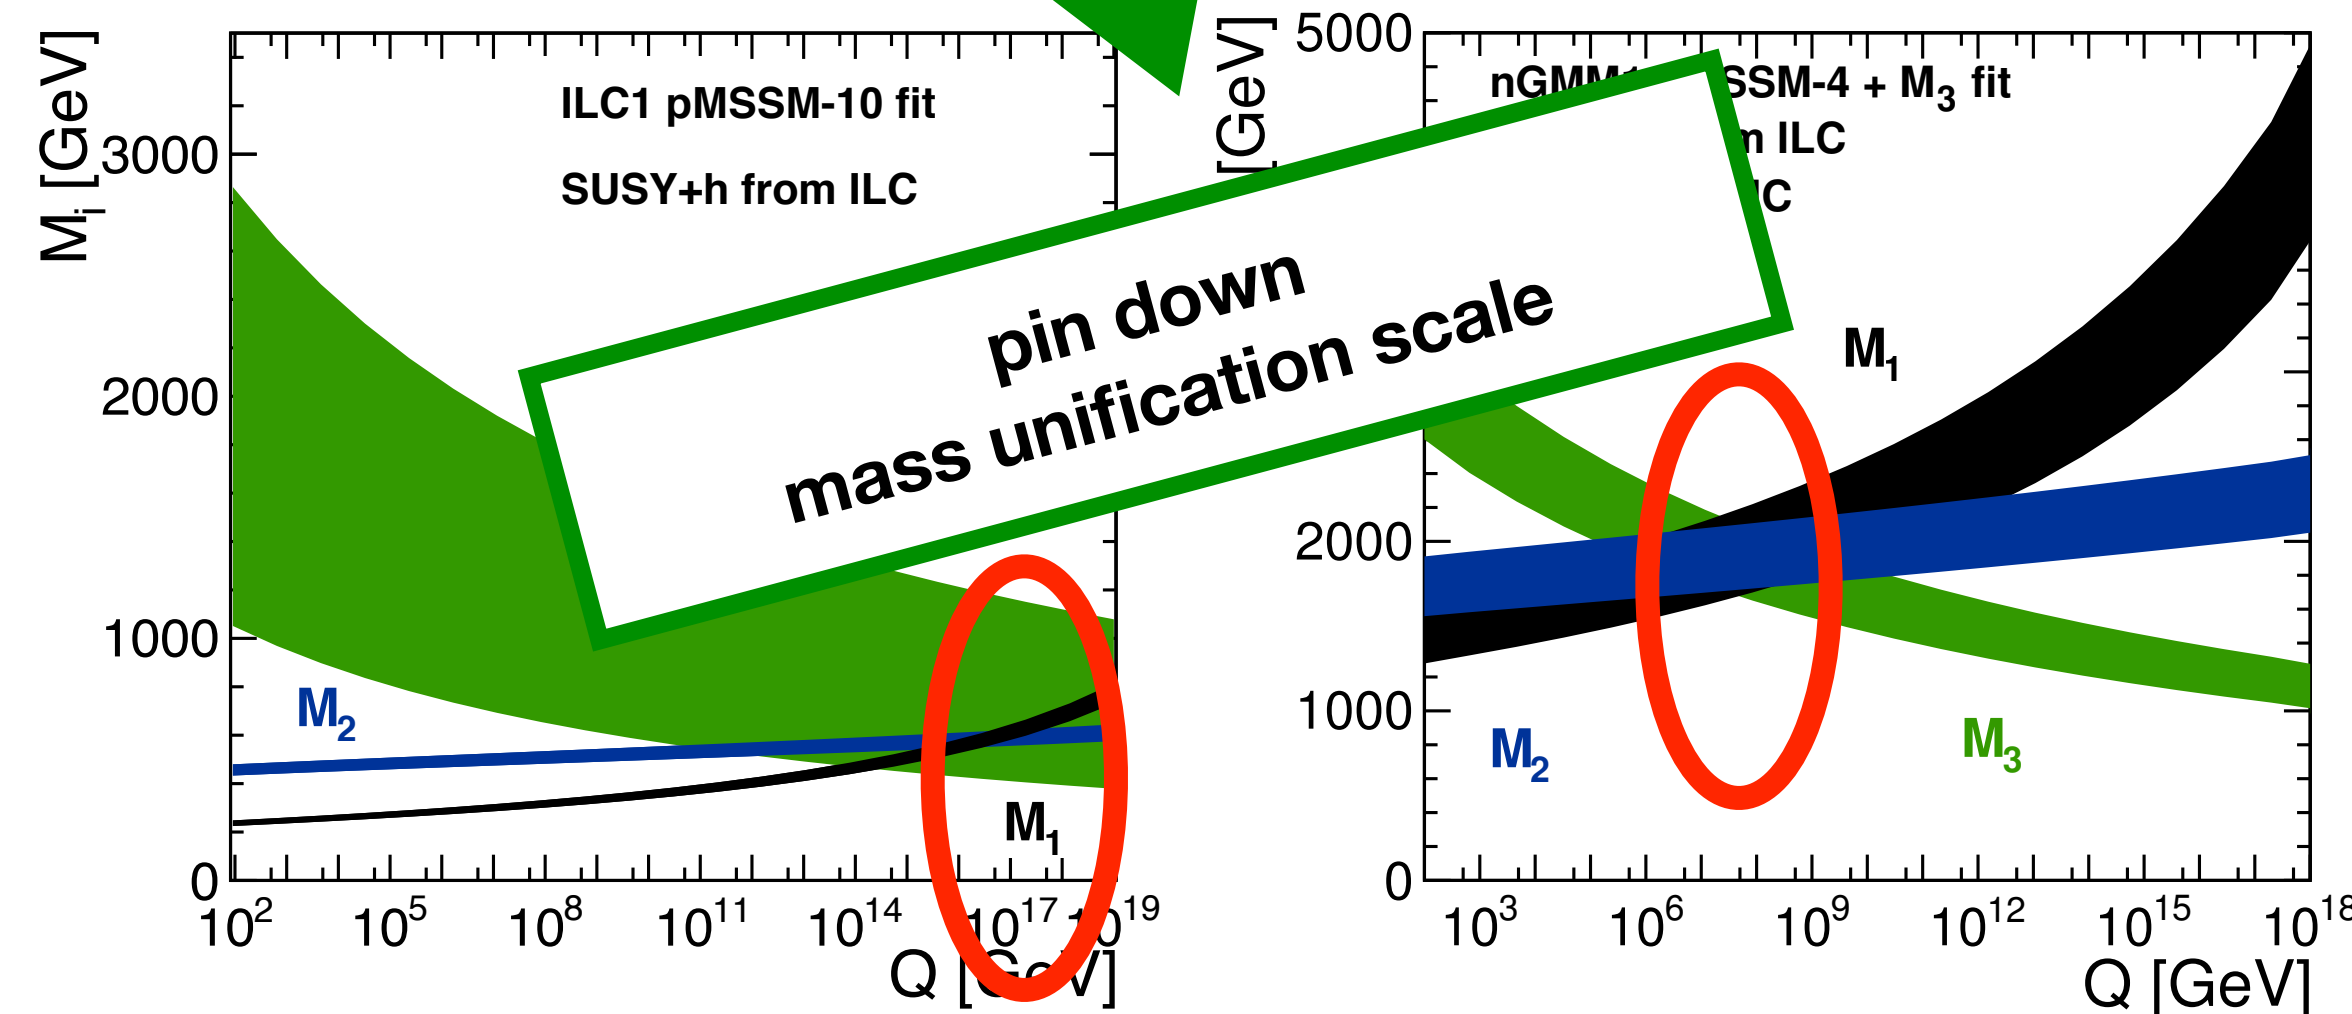 M_i [GeV]
3000
2000
1000
0
10^2 10^5 10^8 10^11 10^14 10^17 10^19
Q [GeV]
ILC1 pMSSM-10 fit
SUSY+h from ILC
M_2
M_1
pin down
mass unification scale
[GeV]
5000
2000
1000
0
10^3 10^6 10^9 10^12 10^15 10^18
Q [GeV]
SSM-4 + M_3 fit
ILC
M_1
M_2
M_3